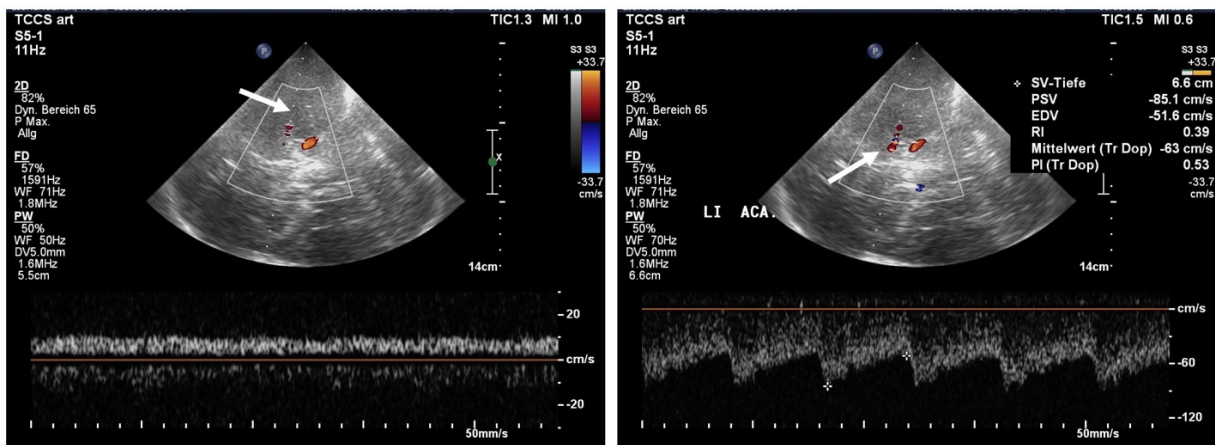 TCCS art
TIC1.3 MI 1.0
S5-1
11Hz
P
S3 S3
+33.7
2D
82%
Dyn. Bereich 65
P Max.
Allg
x
FD
57%
1591Hz
WF 71Hz
1.8MHz
-33.7
cm/s
PW
50%
WF 50Hz
DV5.0mm
1.6MHz
5.5cm
14cm
20
cm/s
-20
50mm/s
TCCS art
TIC1.5 MI 0.6
S5-1
11Hz
P
S3 S3
+33.7
2D
82%
Dyn. Bereich 65
P Max.
Allg
SV-Tiefe 6.6 cm
PSV -85.1 cm/s
EDV -51.6 cm/s
RI 0.39
Mittelwert (Tr Dop) -63 cm/s
PI (Tr Dop) 0.53
FD
57%
1591Hz
WF 71Hz
1.8MHz
-33.7
cm/s
LI ACA.
PW
50%
WF 70Hz
DV5.0mm
1.6MHz
6.6cm
14cm
cm/s
-60
-120
50mm/s